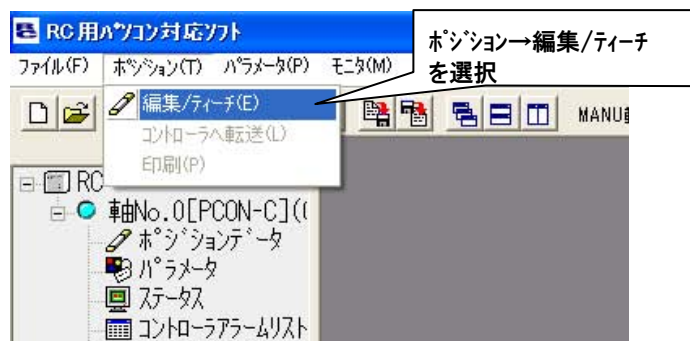 RC用パソコン対応ソフト
ポジション→編集/ティーチ
を選択
ファイル(F) ポジション(T) パラメータ(P) モニタ(M)
編集/ティーチ(E)
MANU
コントローラへ転送(L)
印刷(P)
RC
軸No.0[PCON-C]((
ポジションデータ
パラメータ
ステータス
コントローラアラームリスト